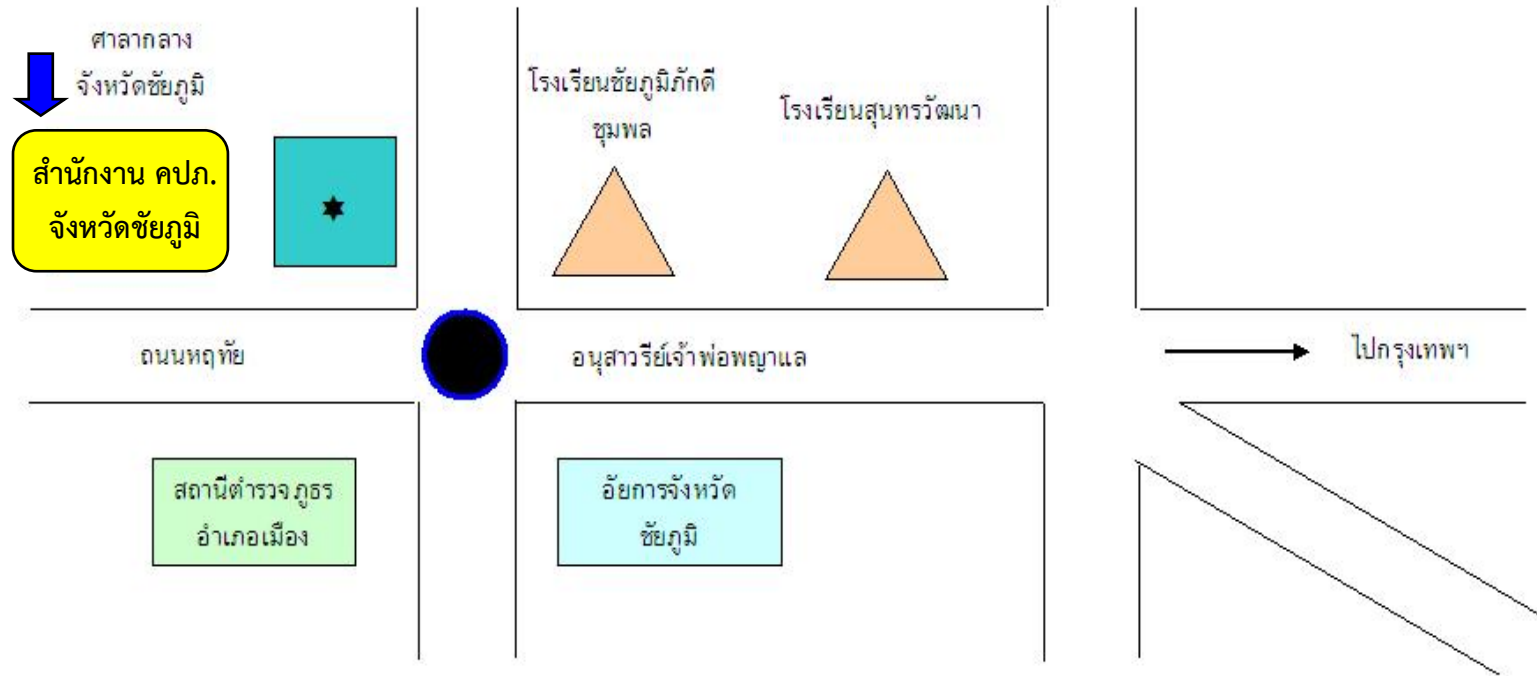 ศาลากลาง
จังหวัดชัยภูมิ
สำนักงาน คปภ.
จังหวัดชัยภูมิ
โรงเรียนชัยภูมิภักดี
ชุมพล
โรงเรียนสุนทรวัฒนา
ถนนหฤทัย
อนุสาวรีย์เจ้าพ่อพญาแล
ไปกรุงเทพฯ
สถานีตำรวจภูธร
อำเภอเมือง
อัยการจังหวัด
ชัยภูมิ